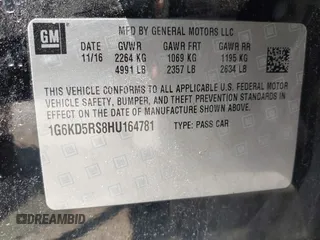 GM
MFD BY GENERAL MOTORS LLC
DATE GVWR GAWR FRT GAWR RR
11/16 2264 KG 1069 KG 1195 KG
4991 LB 2357 LB 2634 LB
THIS VEHICLE CONFORMS TO ALL APPLICABLE U.S. FEDERAL MOTOR
VEHICLE SAFETY, BUMPER, AND THEFT PREVENTION STANDARDS IN
EFFECT ON THE DATE OF MANUFACTURE SHOWN ABOVE.
1G6KD5RS8HU164781 TYPE: PASS CAR
DREAMBID